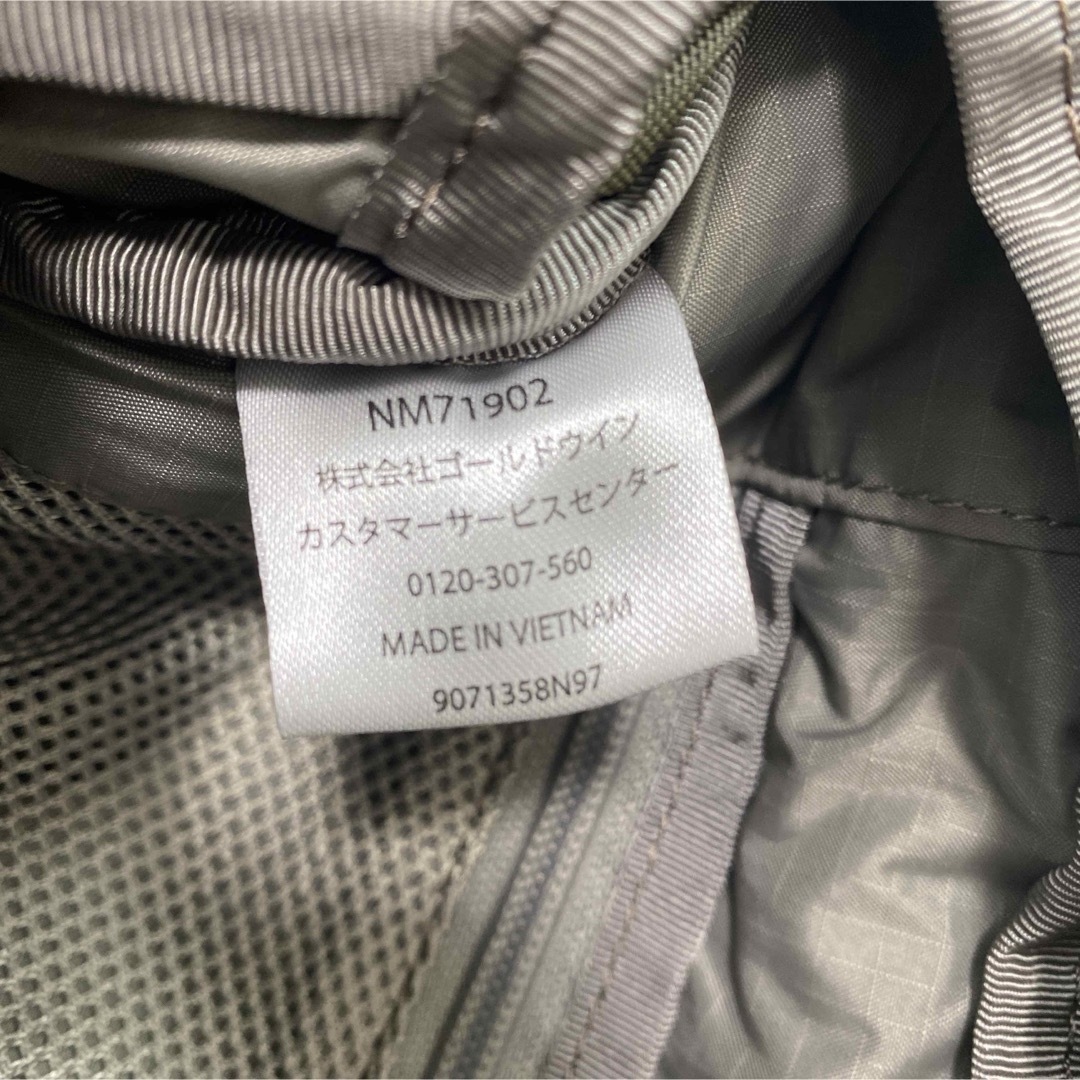 NM71902
株式会社ゴールドウイン
カスタマーサービスセンター
0120-307-560
MADE IN VIETNAM
9071358N97